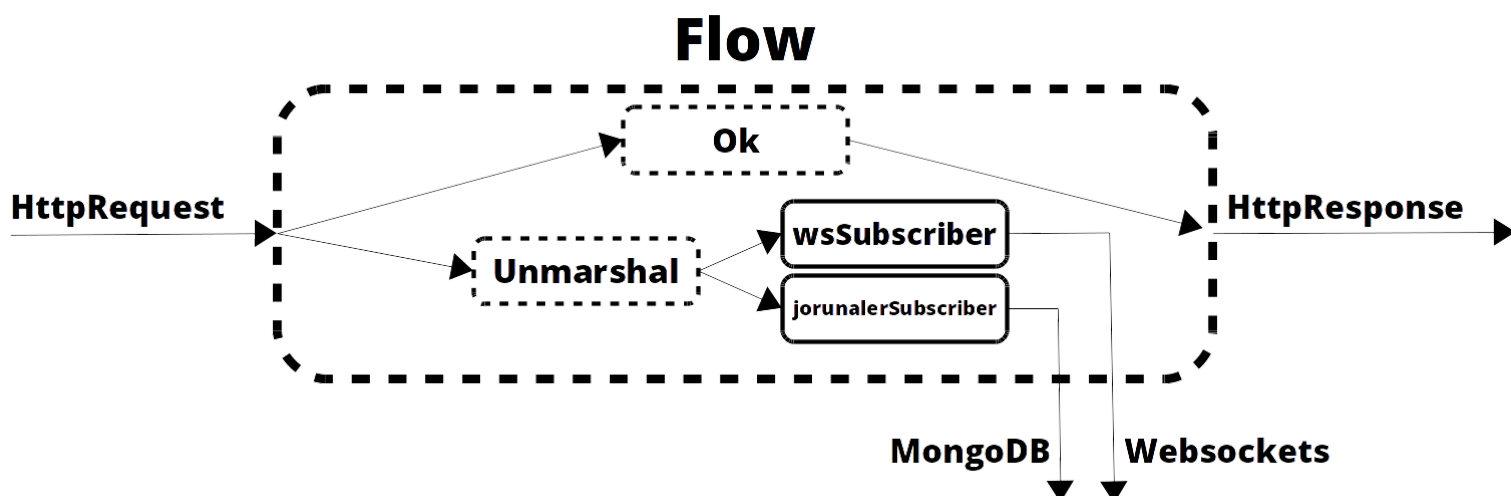 Flow
Ok
HttpRequest
HttpResponse
wsSubscriber
Unmarshal
jorunalerSubscriber
MongoDB
Websockets